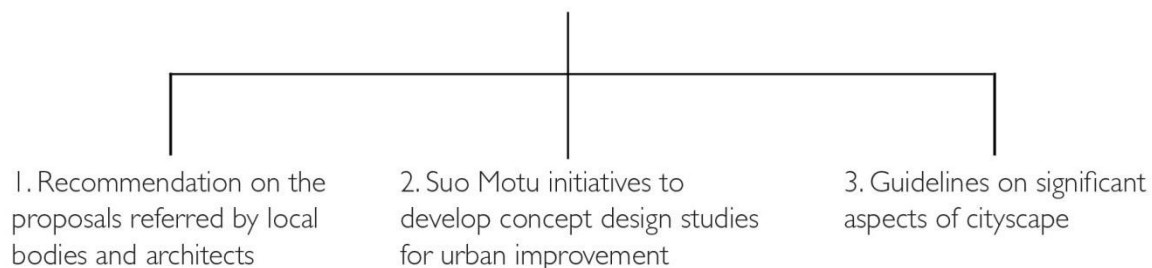 1. Recommendation on the
proposals referred by local
bodies and architects
2. Suo Motu initiatives to
develop concept design studies
for urban improvement
3. Guidelines on significant
aspects of cityscape